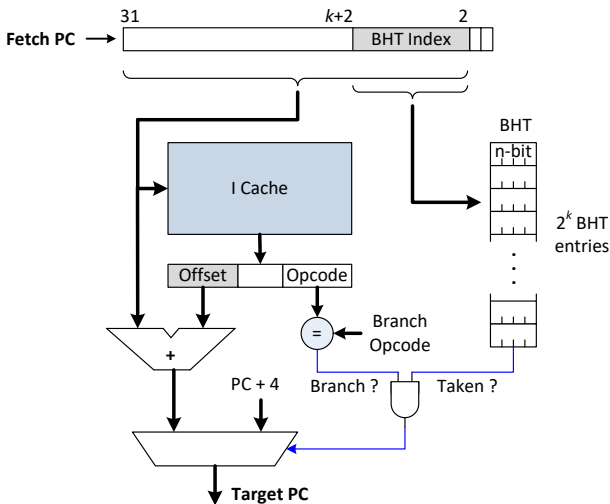 31 k+2 2
Fetch PC BHT Index
BHT
n-bit
I Cache
2^k BHT
entries
Offset Opcode
= Branch
Opcode
+
PC + 4 Branch ? Taken ?
Target PC